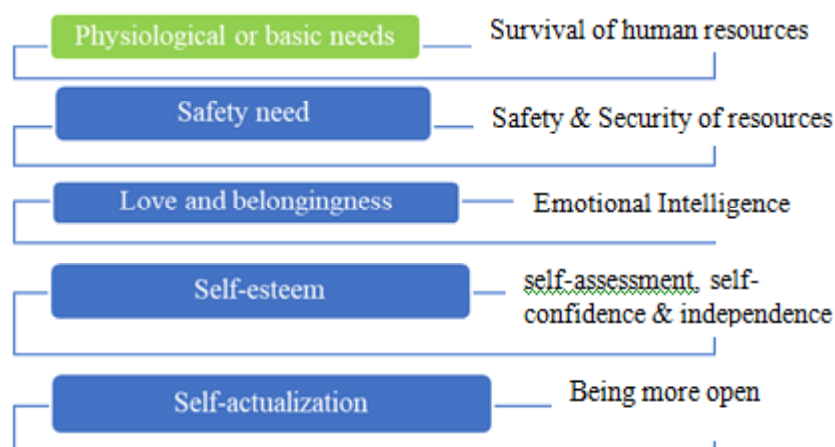 Physiological or basic needs
Survival of human resources
Safety need
Safety & Security of resources
Love and belongingness
Emotional Intelligence
Self-esteem
self-assessment, self-
confidence & independence
Self-actualization
Being more open